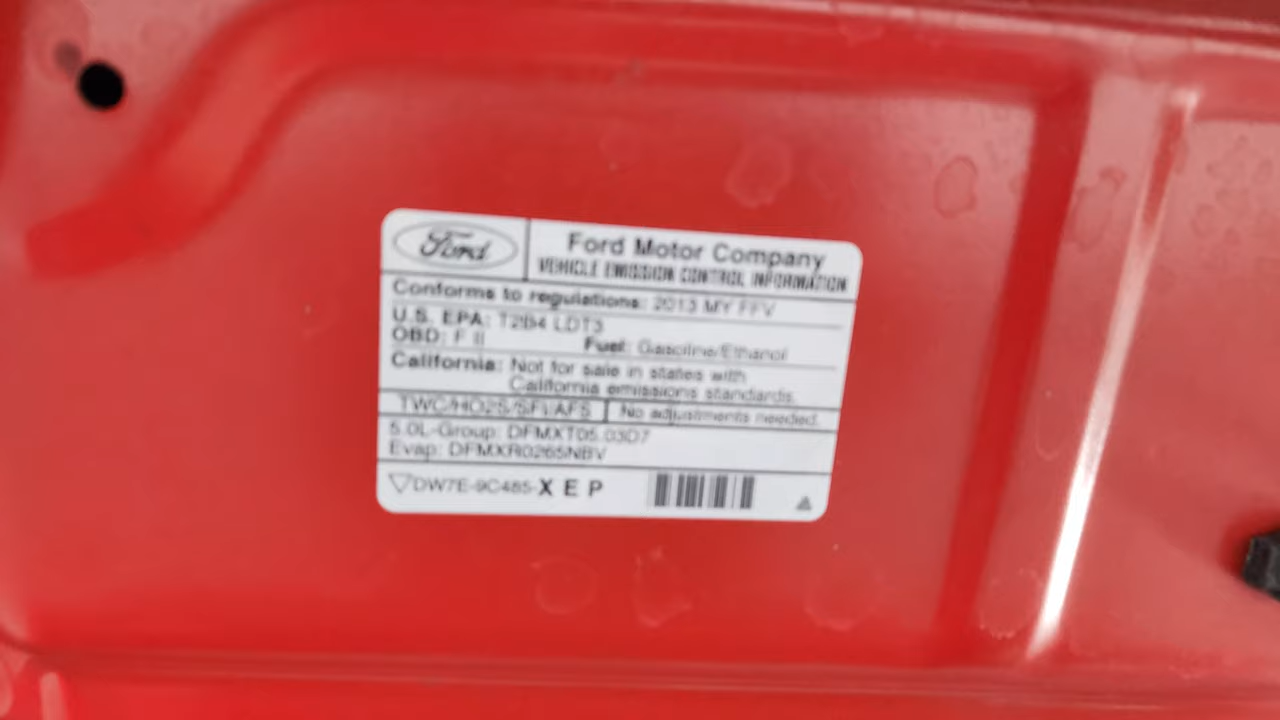 Ford
Ford Motor Company
VEHICLE EMISSION CONTROL INFORMATION
Conforms to regulations: 2013 MY FFV
U.S. EPA: T2B4 LDT3
OBD: F II Fuel: Gasoline/Ethanol
California: Not for sale in states with
California emissions standards.
TWC/HO2S/SFI/AFS No adjustments needed.
5.0L-Group: DFMXT05.03D7
Evap: DFMXR0265NBV
DW7E-9C485-XEP